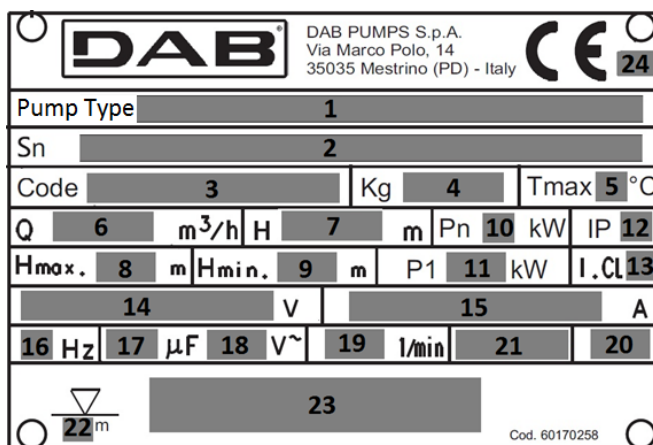 DAB
DAB PUMPS S.p.A.
Via Marco Polo, 14
35035 Mestrino (PD) - Italy
CE 24
Pump Type 1
Sn 2
Code 3 Kg 4 Tmax 5 °C
Q 6 m³/h H 7 m Pn 10 kW IP 12
Hmax. 8 m Hmin. 9 m P1 11 kW I.CL 13
14 V 15 A
16 Hz 17 µF 18 V~ 19 1/min 21 20
22 m 23
Cod. 60170258